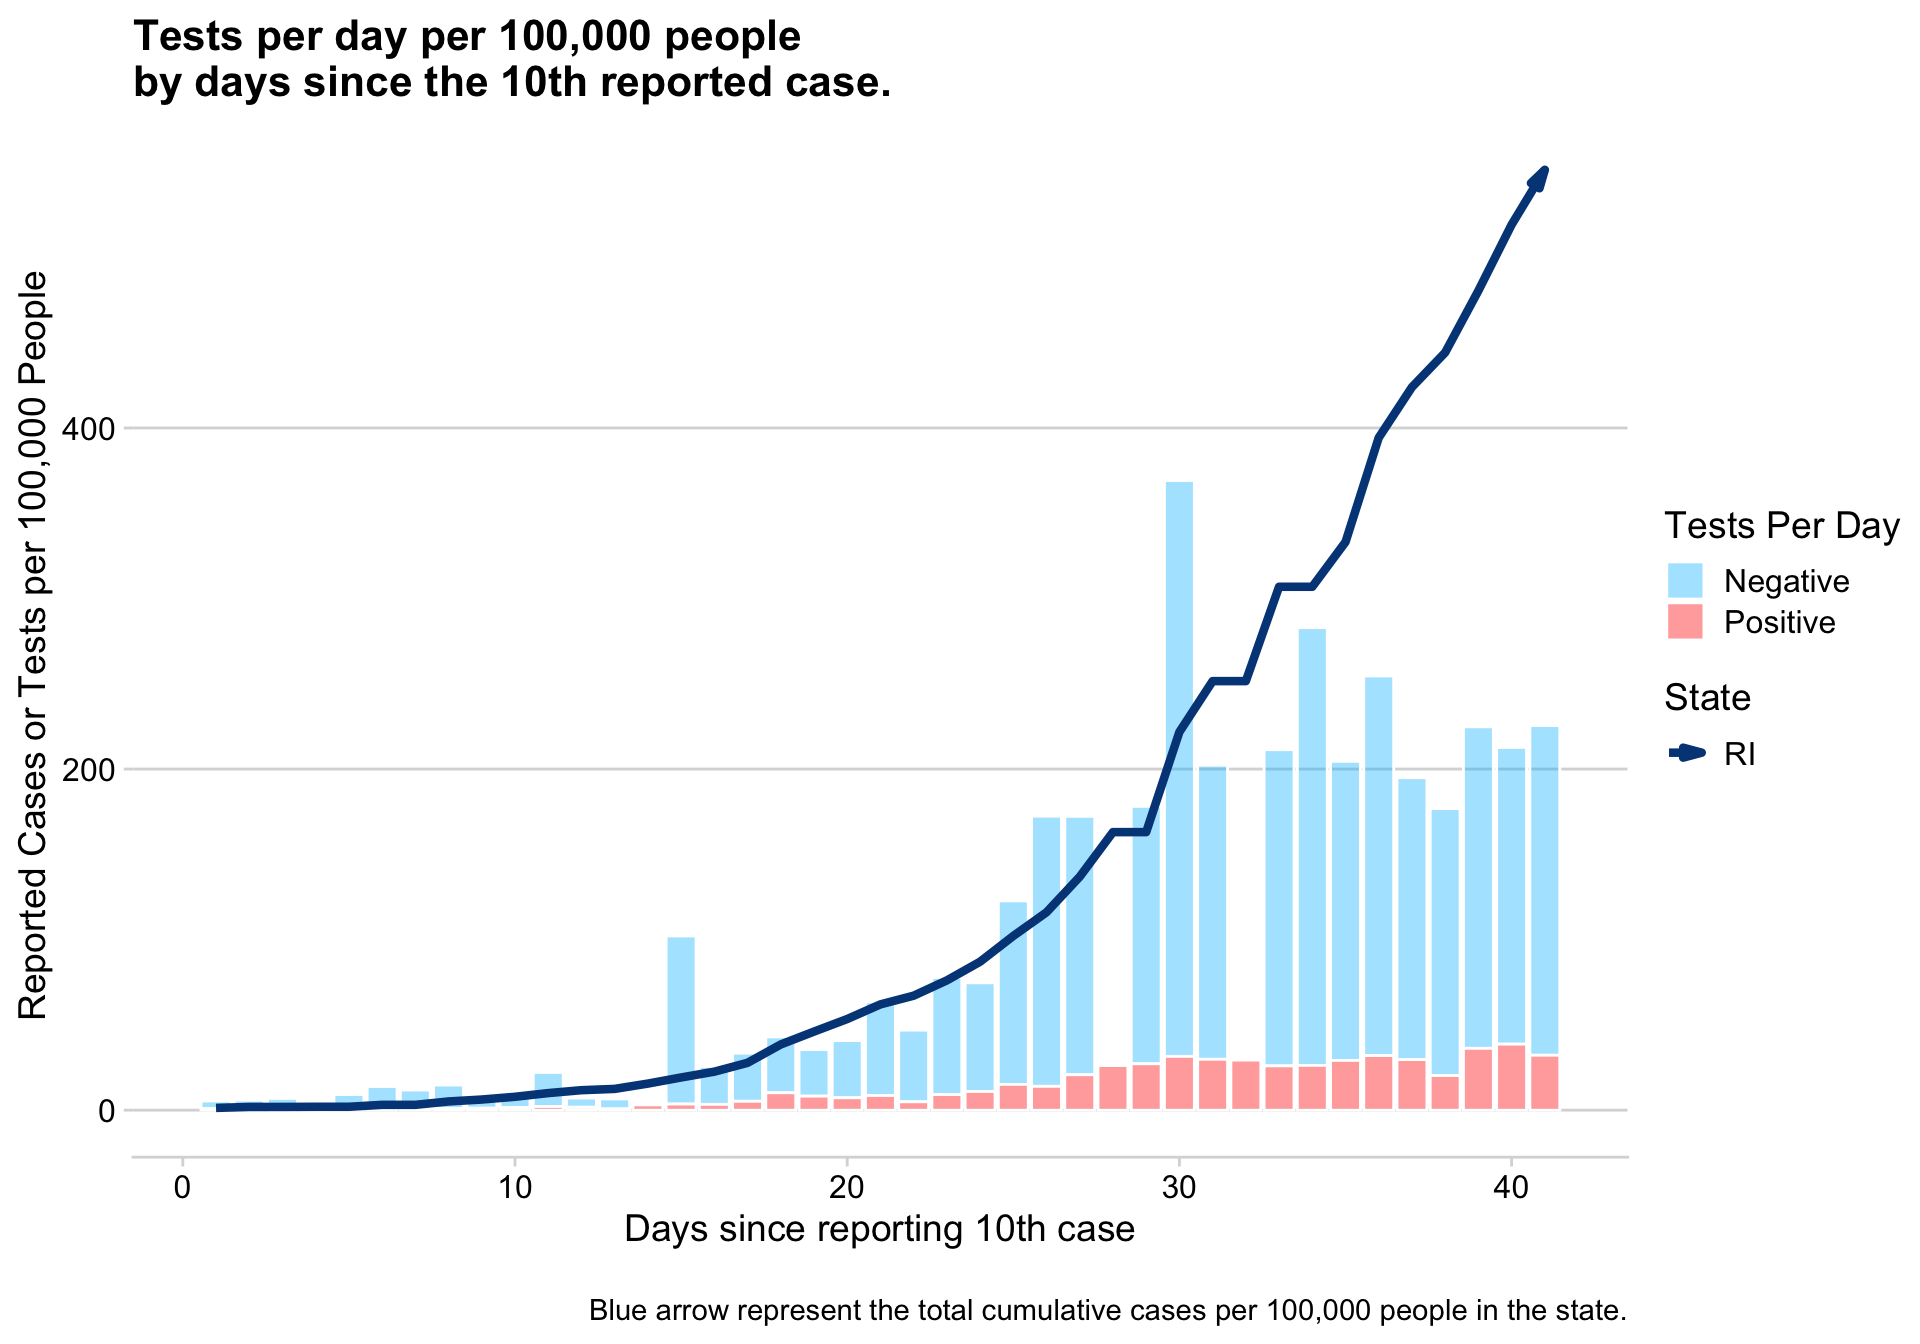 Tests per day per 100,000 people
by days since the 10th reported case.
Reported Cases or Tests per 100,000 People
400
200
0
0 10 20 30 40
Days since reporting 10th case
Tests Per Day
Negative
Positive
State
RI
Blue arrow represent the total cumulative cases per 100,000 people in the state.